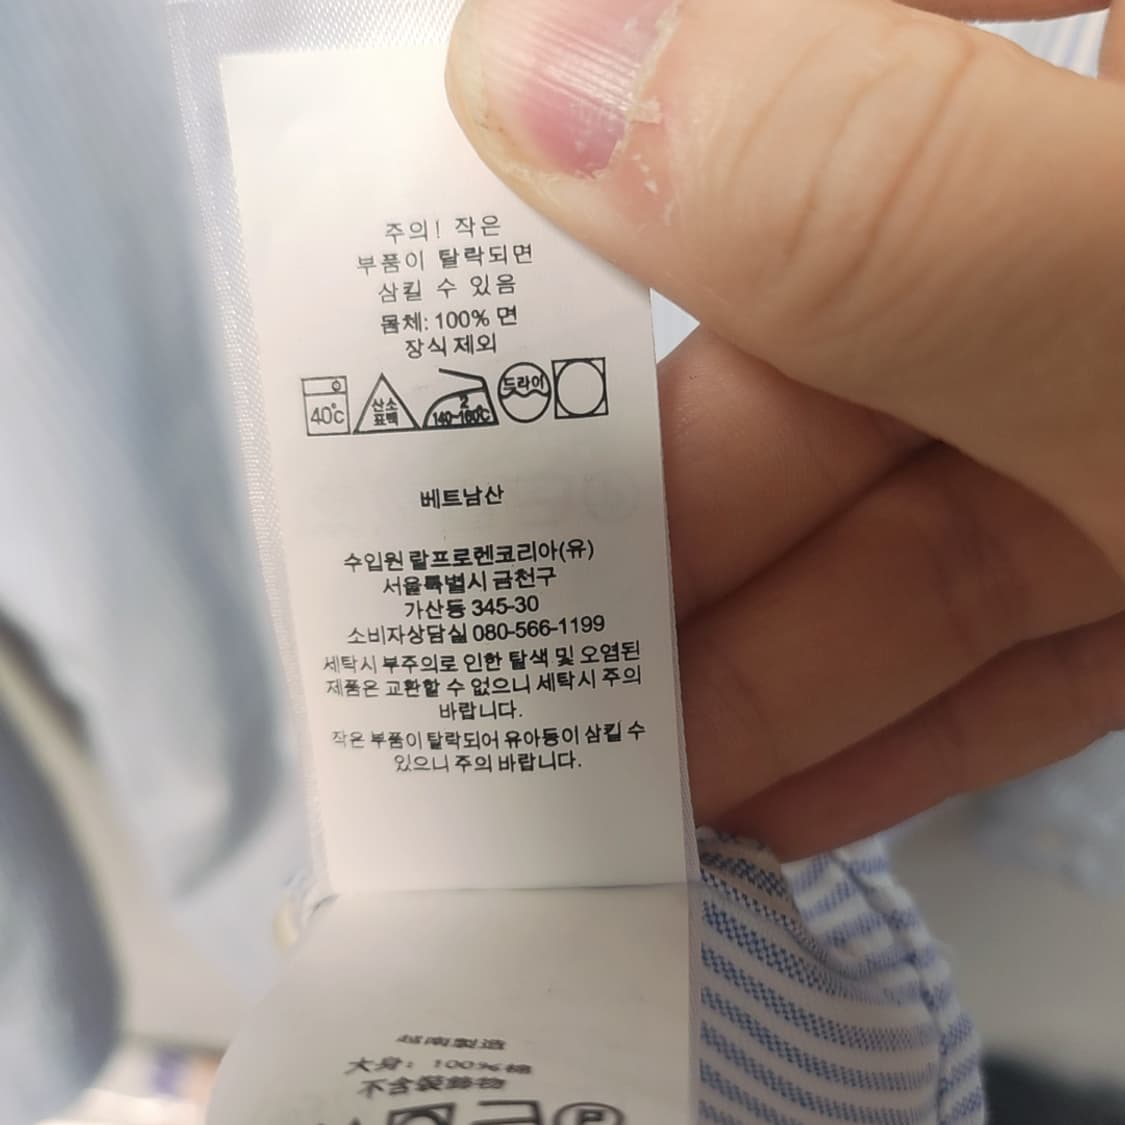 주의! 작은
부품이 탈락되면
삼킬 수 있음
몸체: 100% 면
장식 제외
40℃
산소
표백
2
140~160℃
드라이
베트남산
수입원 랄프로렌코리아(유)
서울특별시 금천구
가산동 345-30
소비자상담실 080-566-1199
세탁시 부주의로 인한 탈색 및 오염된
제품은 교환할 수 없으니 세탁시 주의
바랍니다.
작은 부품이 탈락되어 유아등이 삼킬 수
있으니 주의 바랍니다.
越南製造
大身: 100%棉
不含裝飾物
P